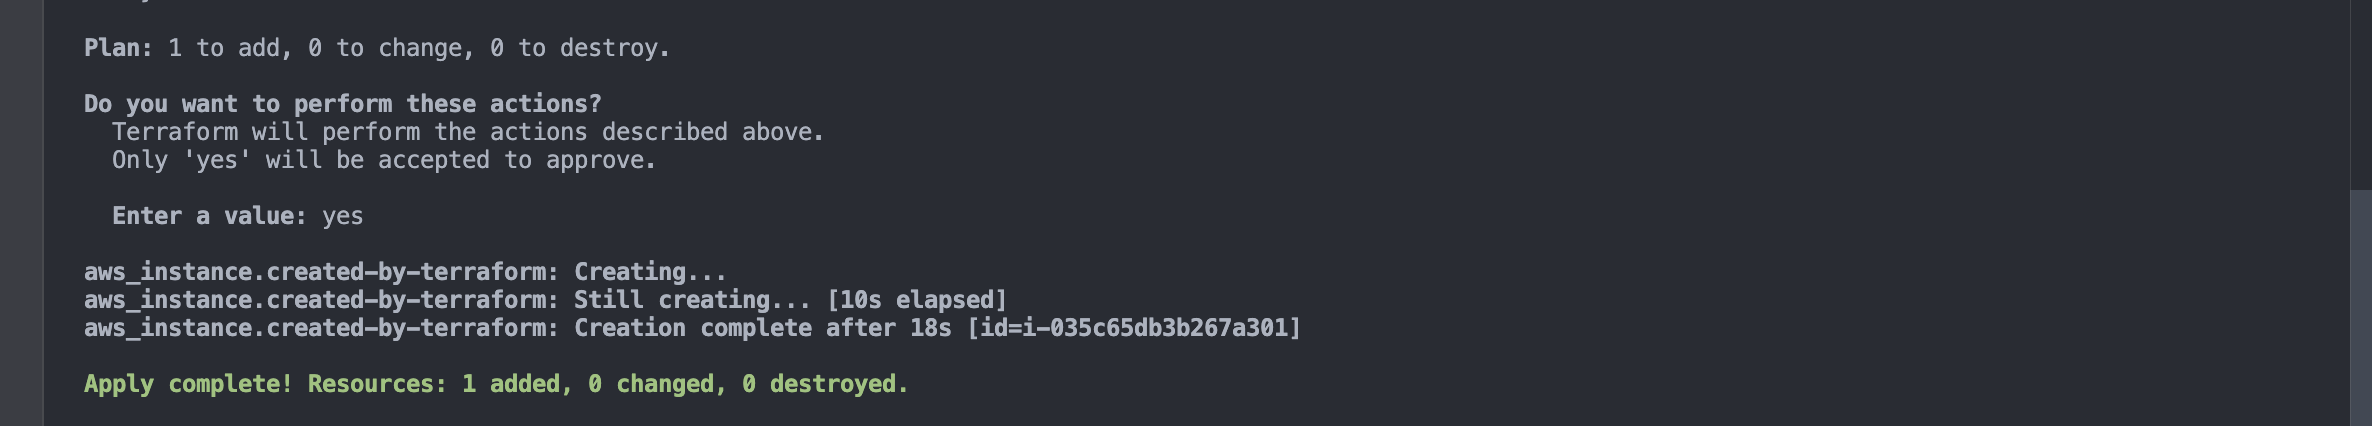 Plan: 1 to add, 0 to change, 0 to destroy.
Do you want to perform these actions?
Terraform will perform the actions described above.
Only 'yes' will be accepted to approve.
Enter a value: yes
aws_instance.created-by-terraform: Creating...
aws_instance.created-by-terraform: Still creating... [10s elapsed]
aws_instance.created-by-terraform: Creation complete after 18s [id=i-035c65db3b267a301]
Apply complete! Resources: 1 added, 0 changed, 0 destroyed.